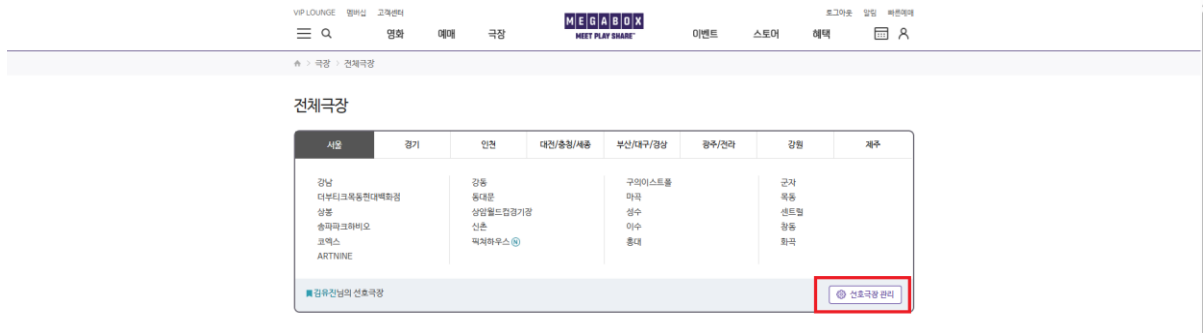 VIP LOUNGE 멤버십 고객센터 로그아웃 알림 빠른예매
MEGABOX
MEET PLAY SHARE
영화 예매 극장 이벤트 스토어 혜택
> 극장 > 전체극장
전체극장
서울 경기 인천 대전/충청/세종 부산/대구/경상 광주/전라 강원 제주
강남 강동 구의이스트폴 군자
더부티크목동현대백화점 동대문 마곡 목동
상봉 상암월드컵경기장 성수 센트럴
송파파크하비오 신촌 이수 창동
코엑스 픽처하우스 N 홍대 화곡
ARTNINE
김유진님의 선호극장 선호극장 관리